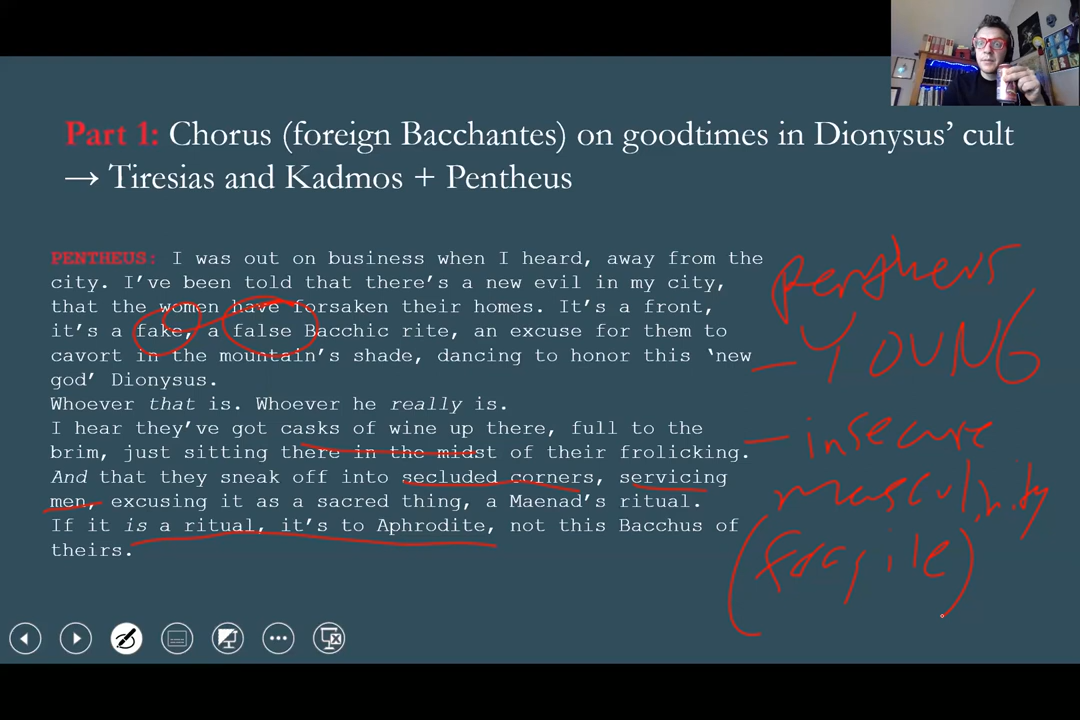 Part 1: Chorus (foreign Bacchantes) on goodtimes in Dionysus’ cult
→ Tiresias and Kadmos + Pentheus
PENTHEUS: I was out on business when I heard, away from the
city. I’ve been told that there’s a new evil in my city,
that the women have forsaken their homes. It’s a front,
it’s a fake, a false Bacchic rite, an excuse for them to
cavort in the mountain’s shade, dancing to honor this ‘new
god’ Dionysus.
Whoever that is. Whoever he really is.
I hear they’ve got casks of wine up there, full to the
brim, just sitting there in the midst of their frolicking.
And that they sneak off into secluded corners, servicing
men, excusing it as a sacred thing, a Maenad’s ritual.
If it is a ritual, it’s to Aphrodite, not this Bacchus of
theirs.
Pentheus
- YOUNG
- insecure
masculinity
(fragile)